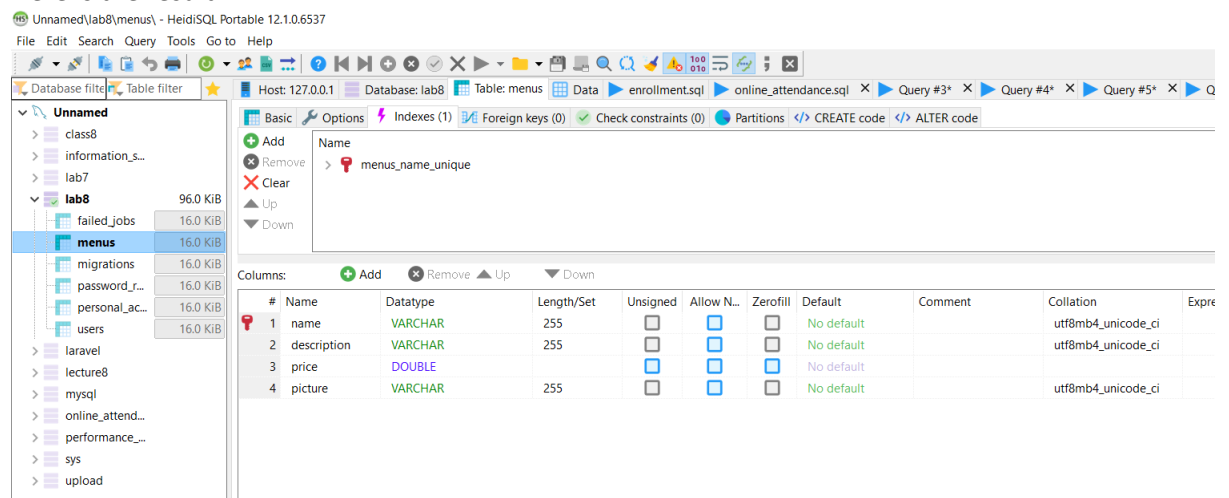 Unnamed\lab8\menus\ - HeidiSQL Portable 12.1.0.6537
File Edit Search Query Tools Go to Help
Database filte Table filter
Host: 127.0.0.1 Database: lab8 Table: menus Data enrollment.sql online_attendance.sql Query #3* Query #4* Query #5* Q
Unnamed
class8
information_s...
lab7
lab8 96.0 KiB
failed_jobs 16.0 KiB
menus 16.0 KiB
migrations 16.0 KiB
password_r... 16.0 KiB
personal_ac... 16.0 KiB
users 16.0 KiB
laravel
lecture8
mysql
online_attend...
performance_...
sys
upload
Basic Options Indexes (1) Foreign keys (0) Check constraints (0) Partitions CREATE code ALTER code
Add
Remove
Clear
Up
Down
Name
menus_name_unique
Columns: Add Remove Up Down
# Name Datatype Length/Set Unsigned Allow N... Zerofill Default Comment Collation Expre
1 name VARCHAR 255 No default utf8mb4_unicode_ci
2 description VARCHAR 255 No default utf8mb4_unicode_ci
3 price DOUBLE No default
4 picture VARCHAR 255 No default utf8mb4_unicode_ci